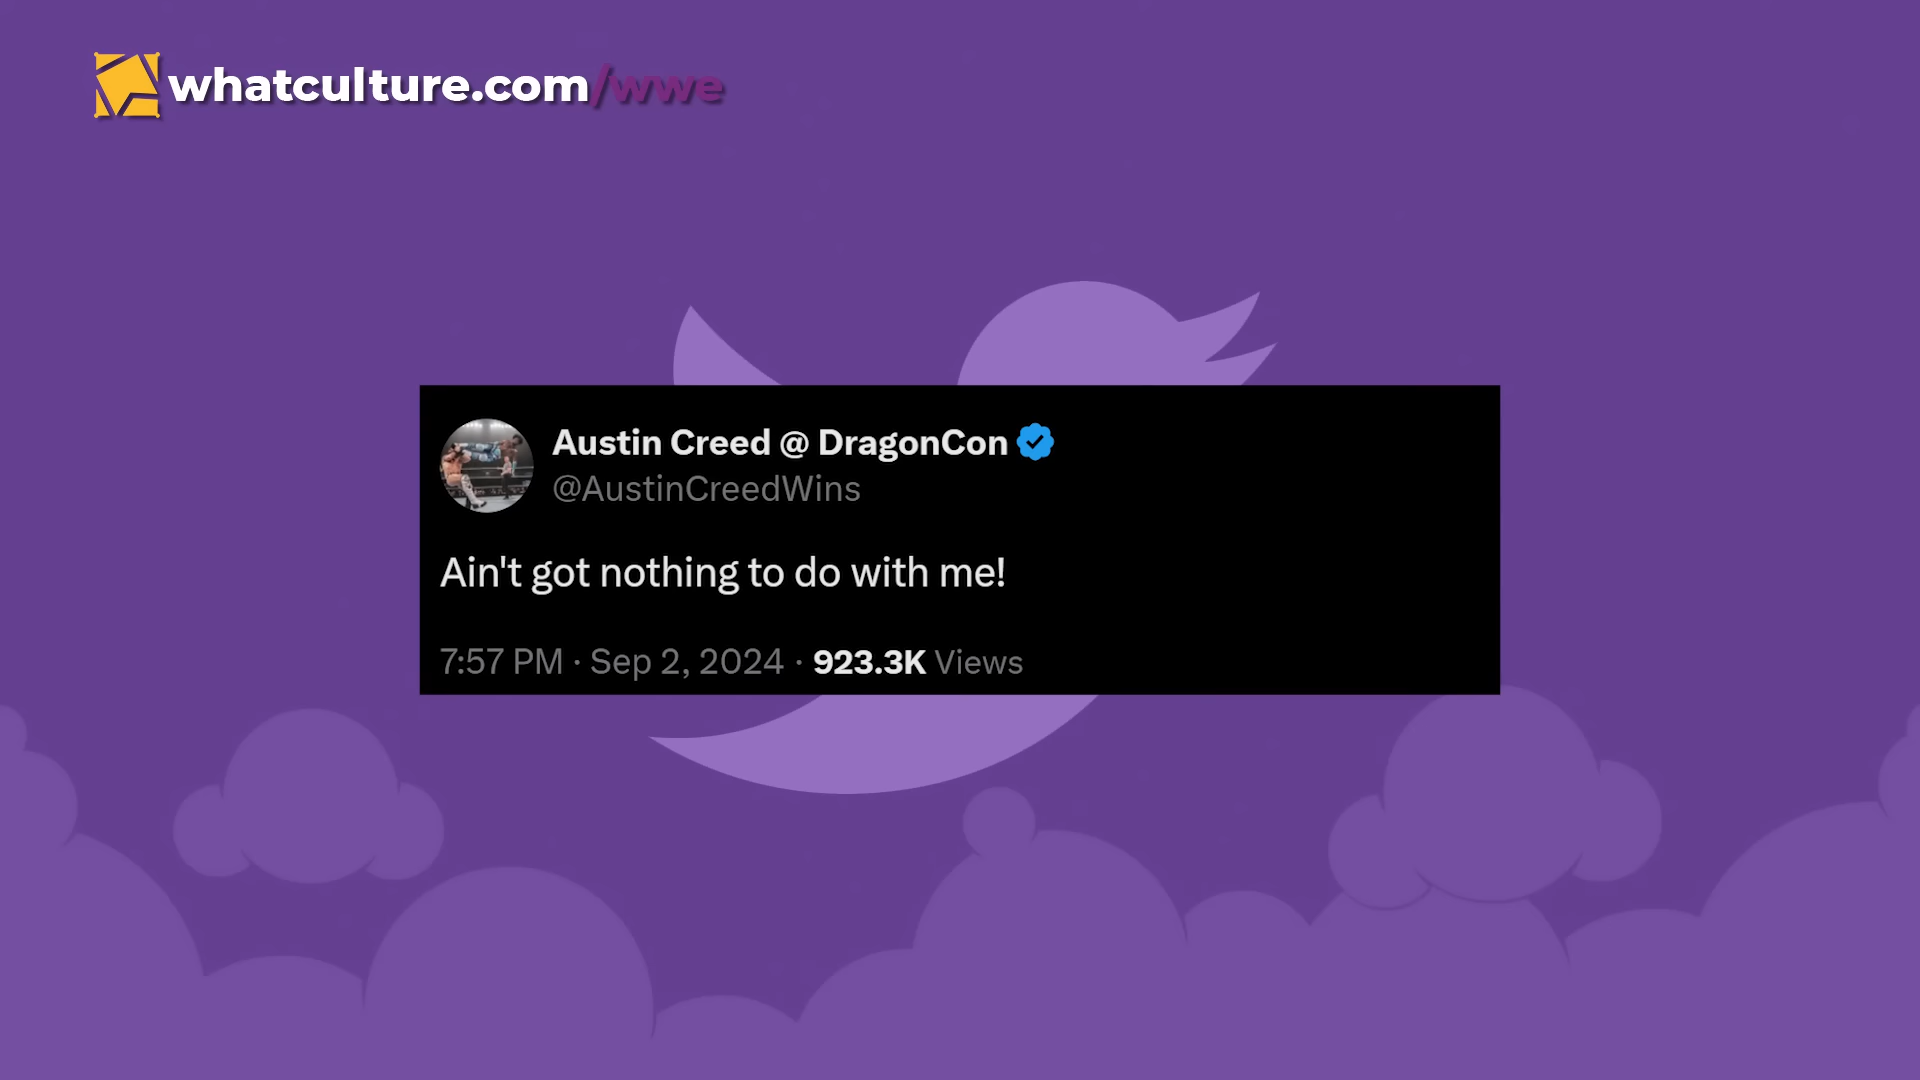 whatculture.com/wwe
Austin Creed @ DragonCon
@AustinCreedWins
Ain't got nothing to do with me!
7:57 PM · Sep 2, 2024 · 923.3K Views